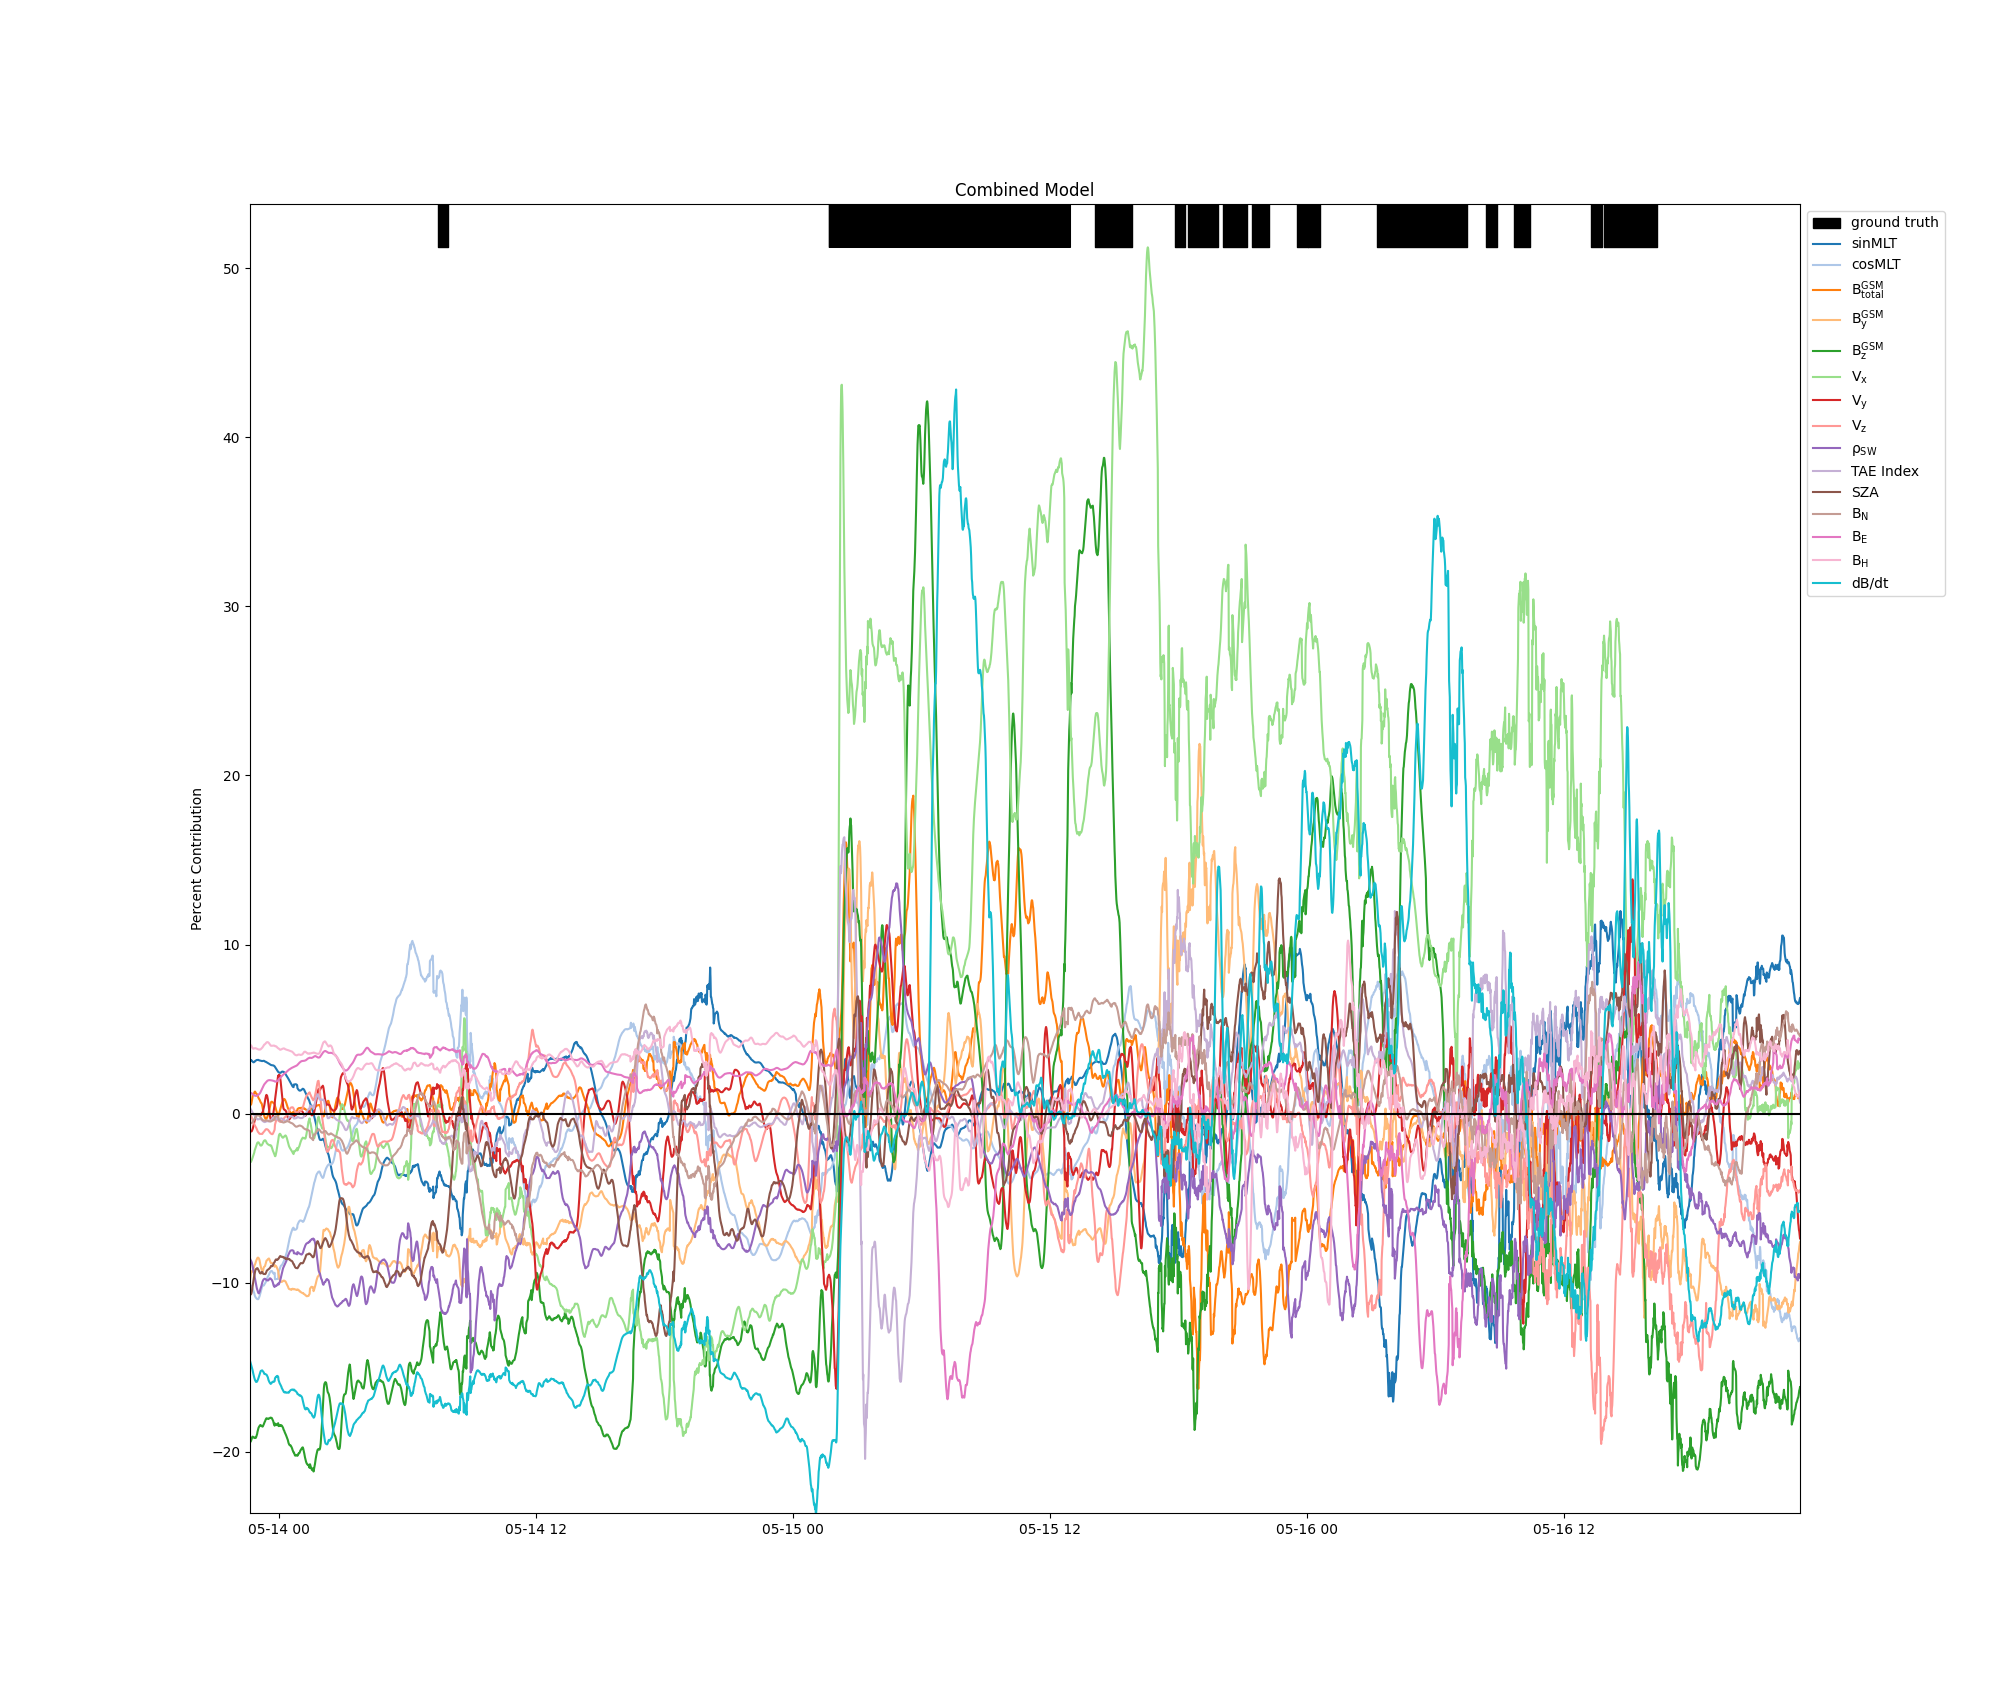 Combined Model
Percent Contribution
50
40
30
20
10
0
−10
−20
05-14 00
05-14 12
05-15 00
05-15 12
05-16 00
05-16 12
ground truth
sinMLT
cosMLT
B_total^GSM
B_y^GSM
B_z^GSM
V_x
V_y
V_z
ρ_SW
TAE Index
SZA
B_N
B_E
B_H
dB/dt